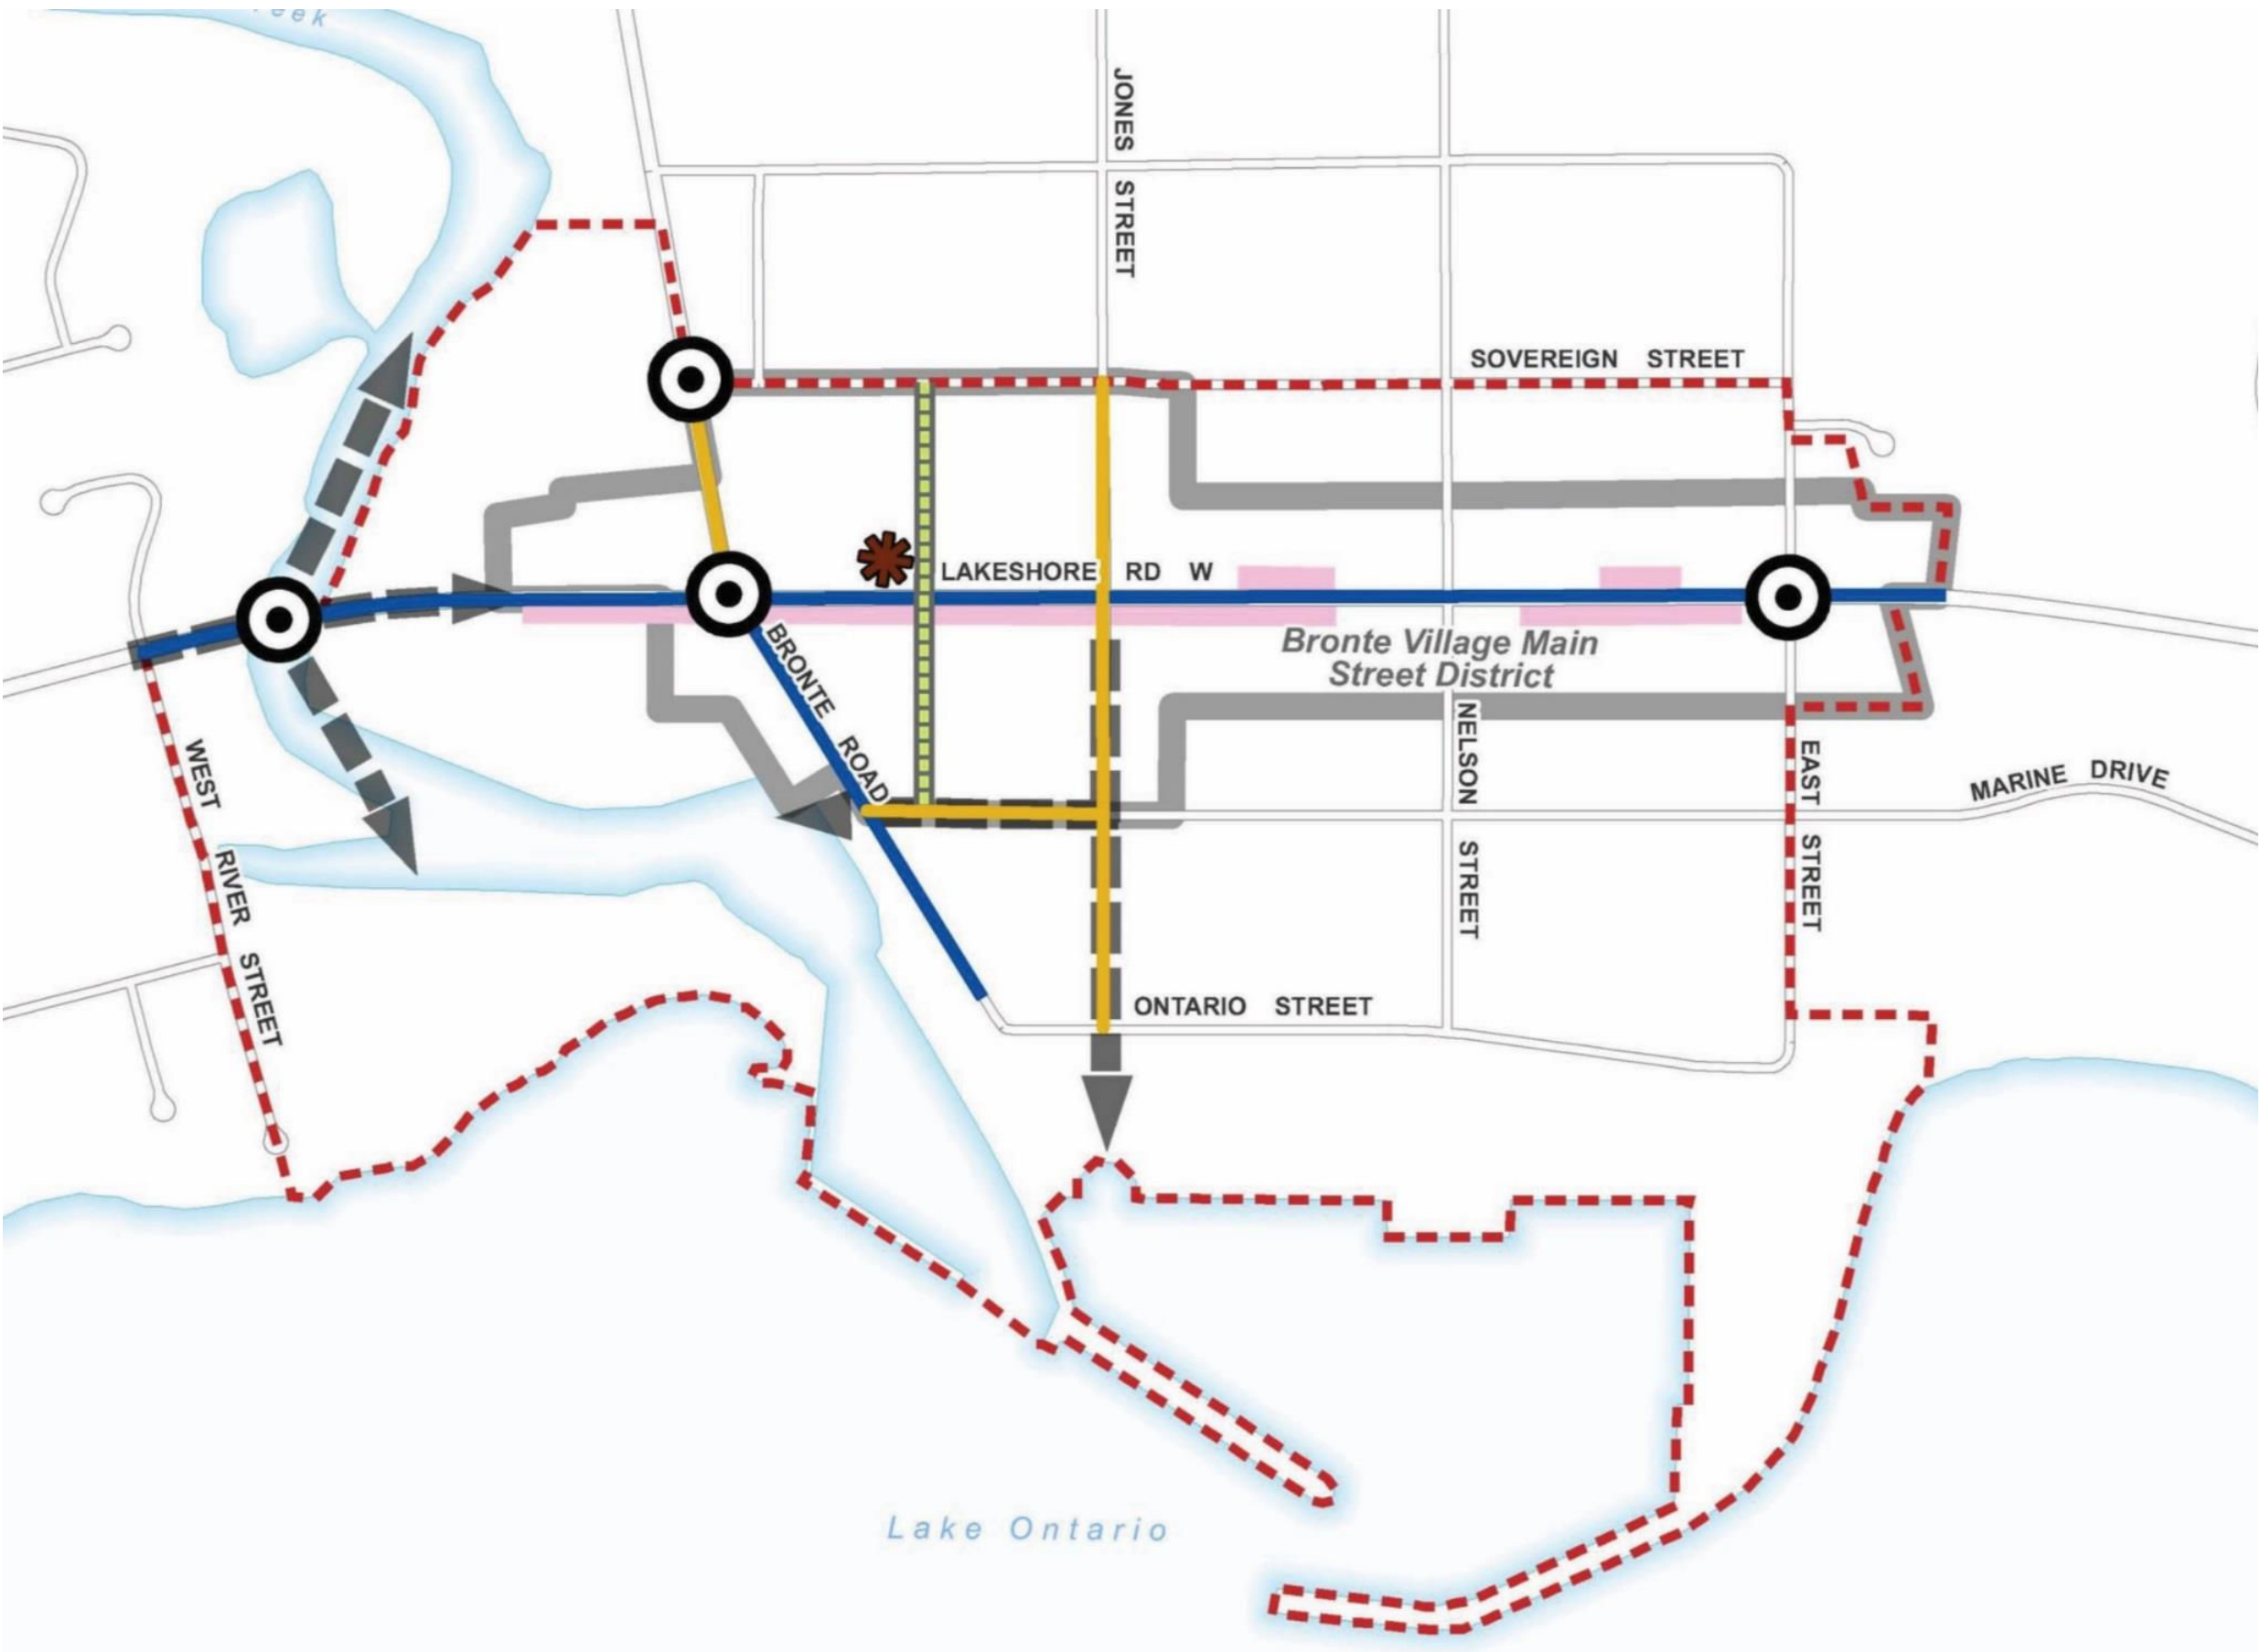 JONES STREET
SOVEREIGN STREET
LAKESHORE RD W
Bronte Village Main
Street District
BRONTE ROAD
WEST RIVER STREET
NELSON STREET
EAST STREET
MARINE DRIVE
ONTARIO STREET
Lake Ontario